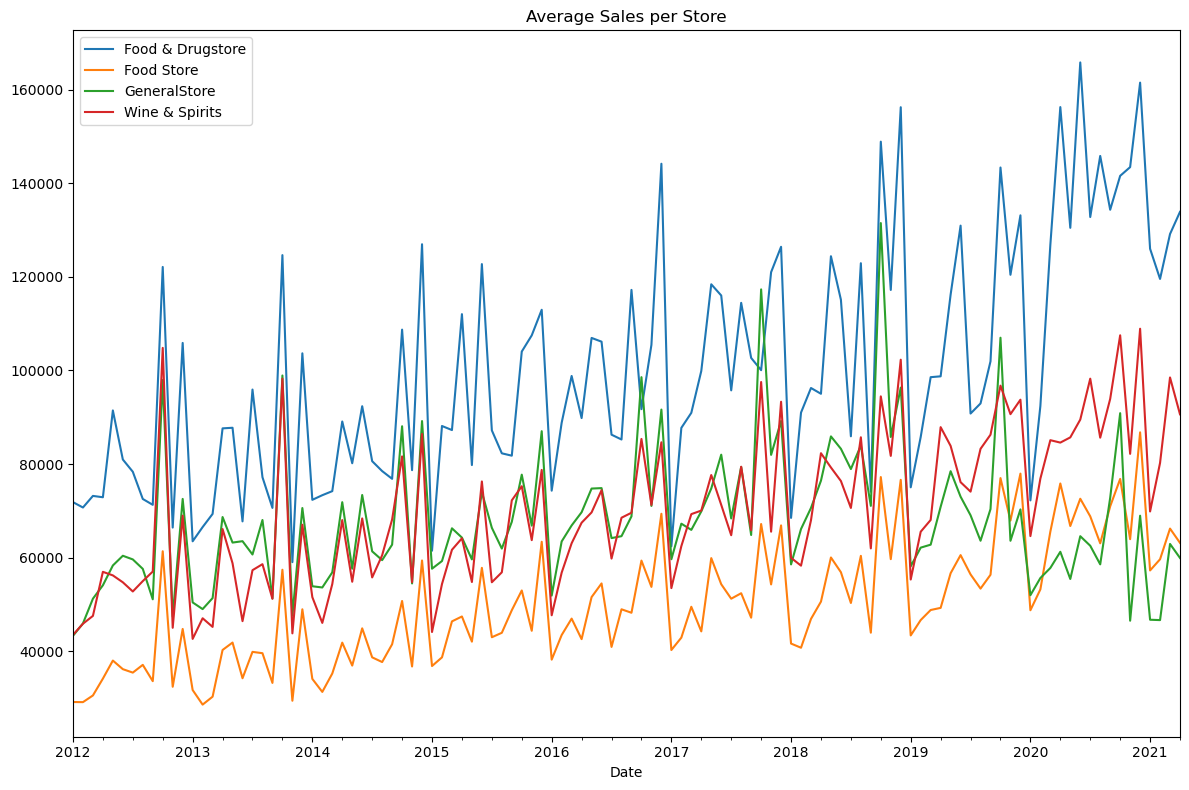 Average Sales per Store
Food & Drugstore
Food Store
GeneralStore
Wine & Spirits
160000
140000
120000
100000
80000
60000
40000
2012 2013 2014 2015 2016 2017 2018 2019 2020 2021
Date